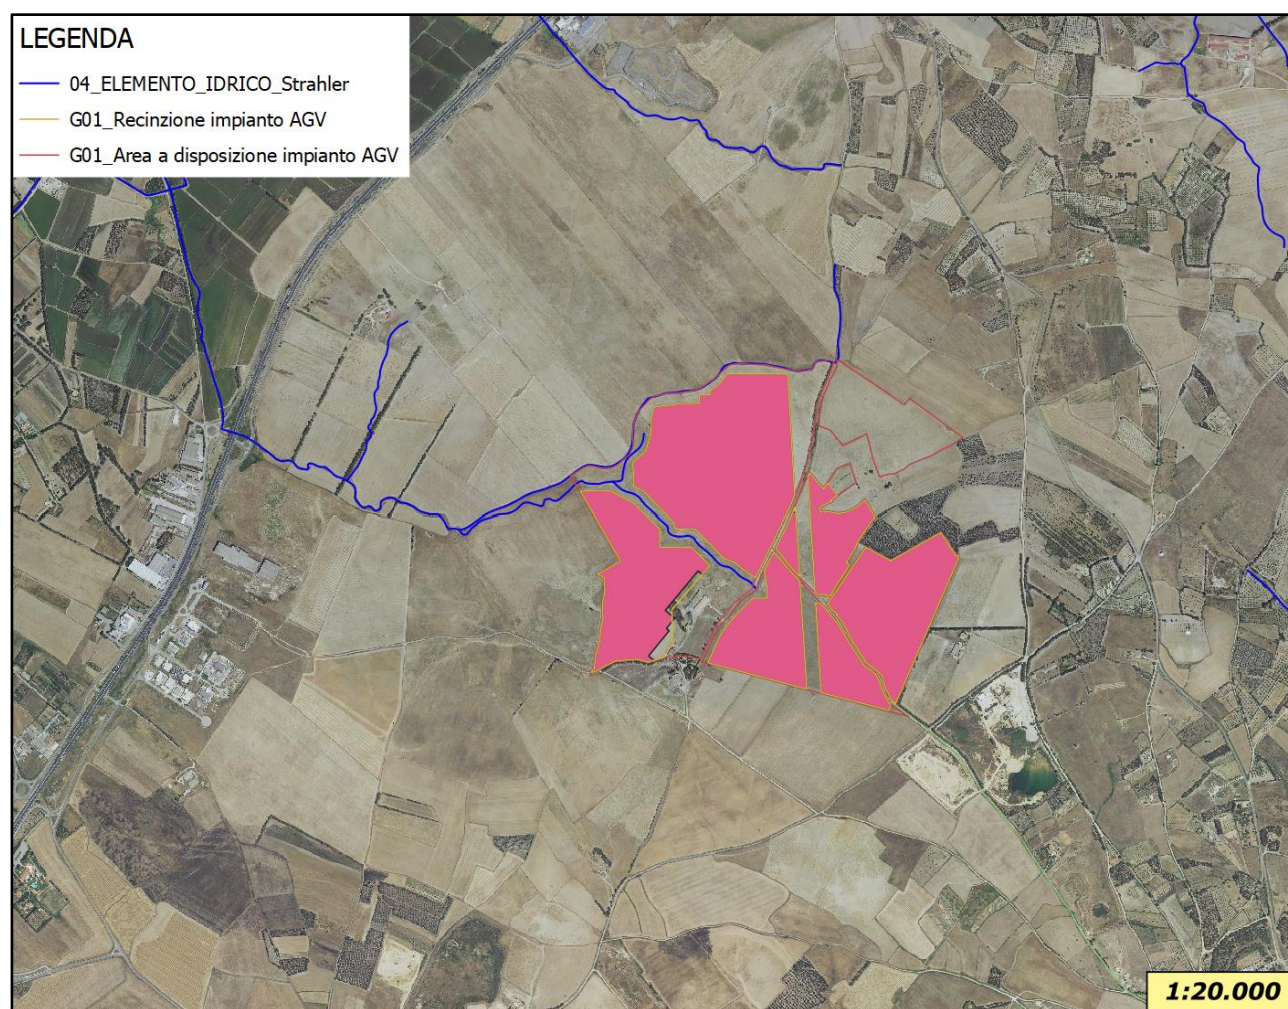 LEGENDA
04_ELEMENTO_IDRICO_Strahler
G01_Recinzione impianto AGV
G01_Area a disposizione impianto AGV
1:20.000